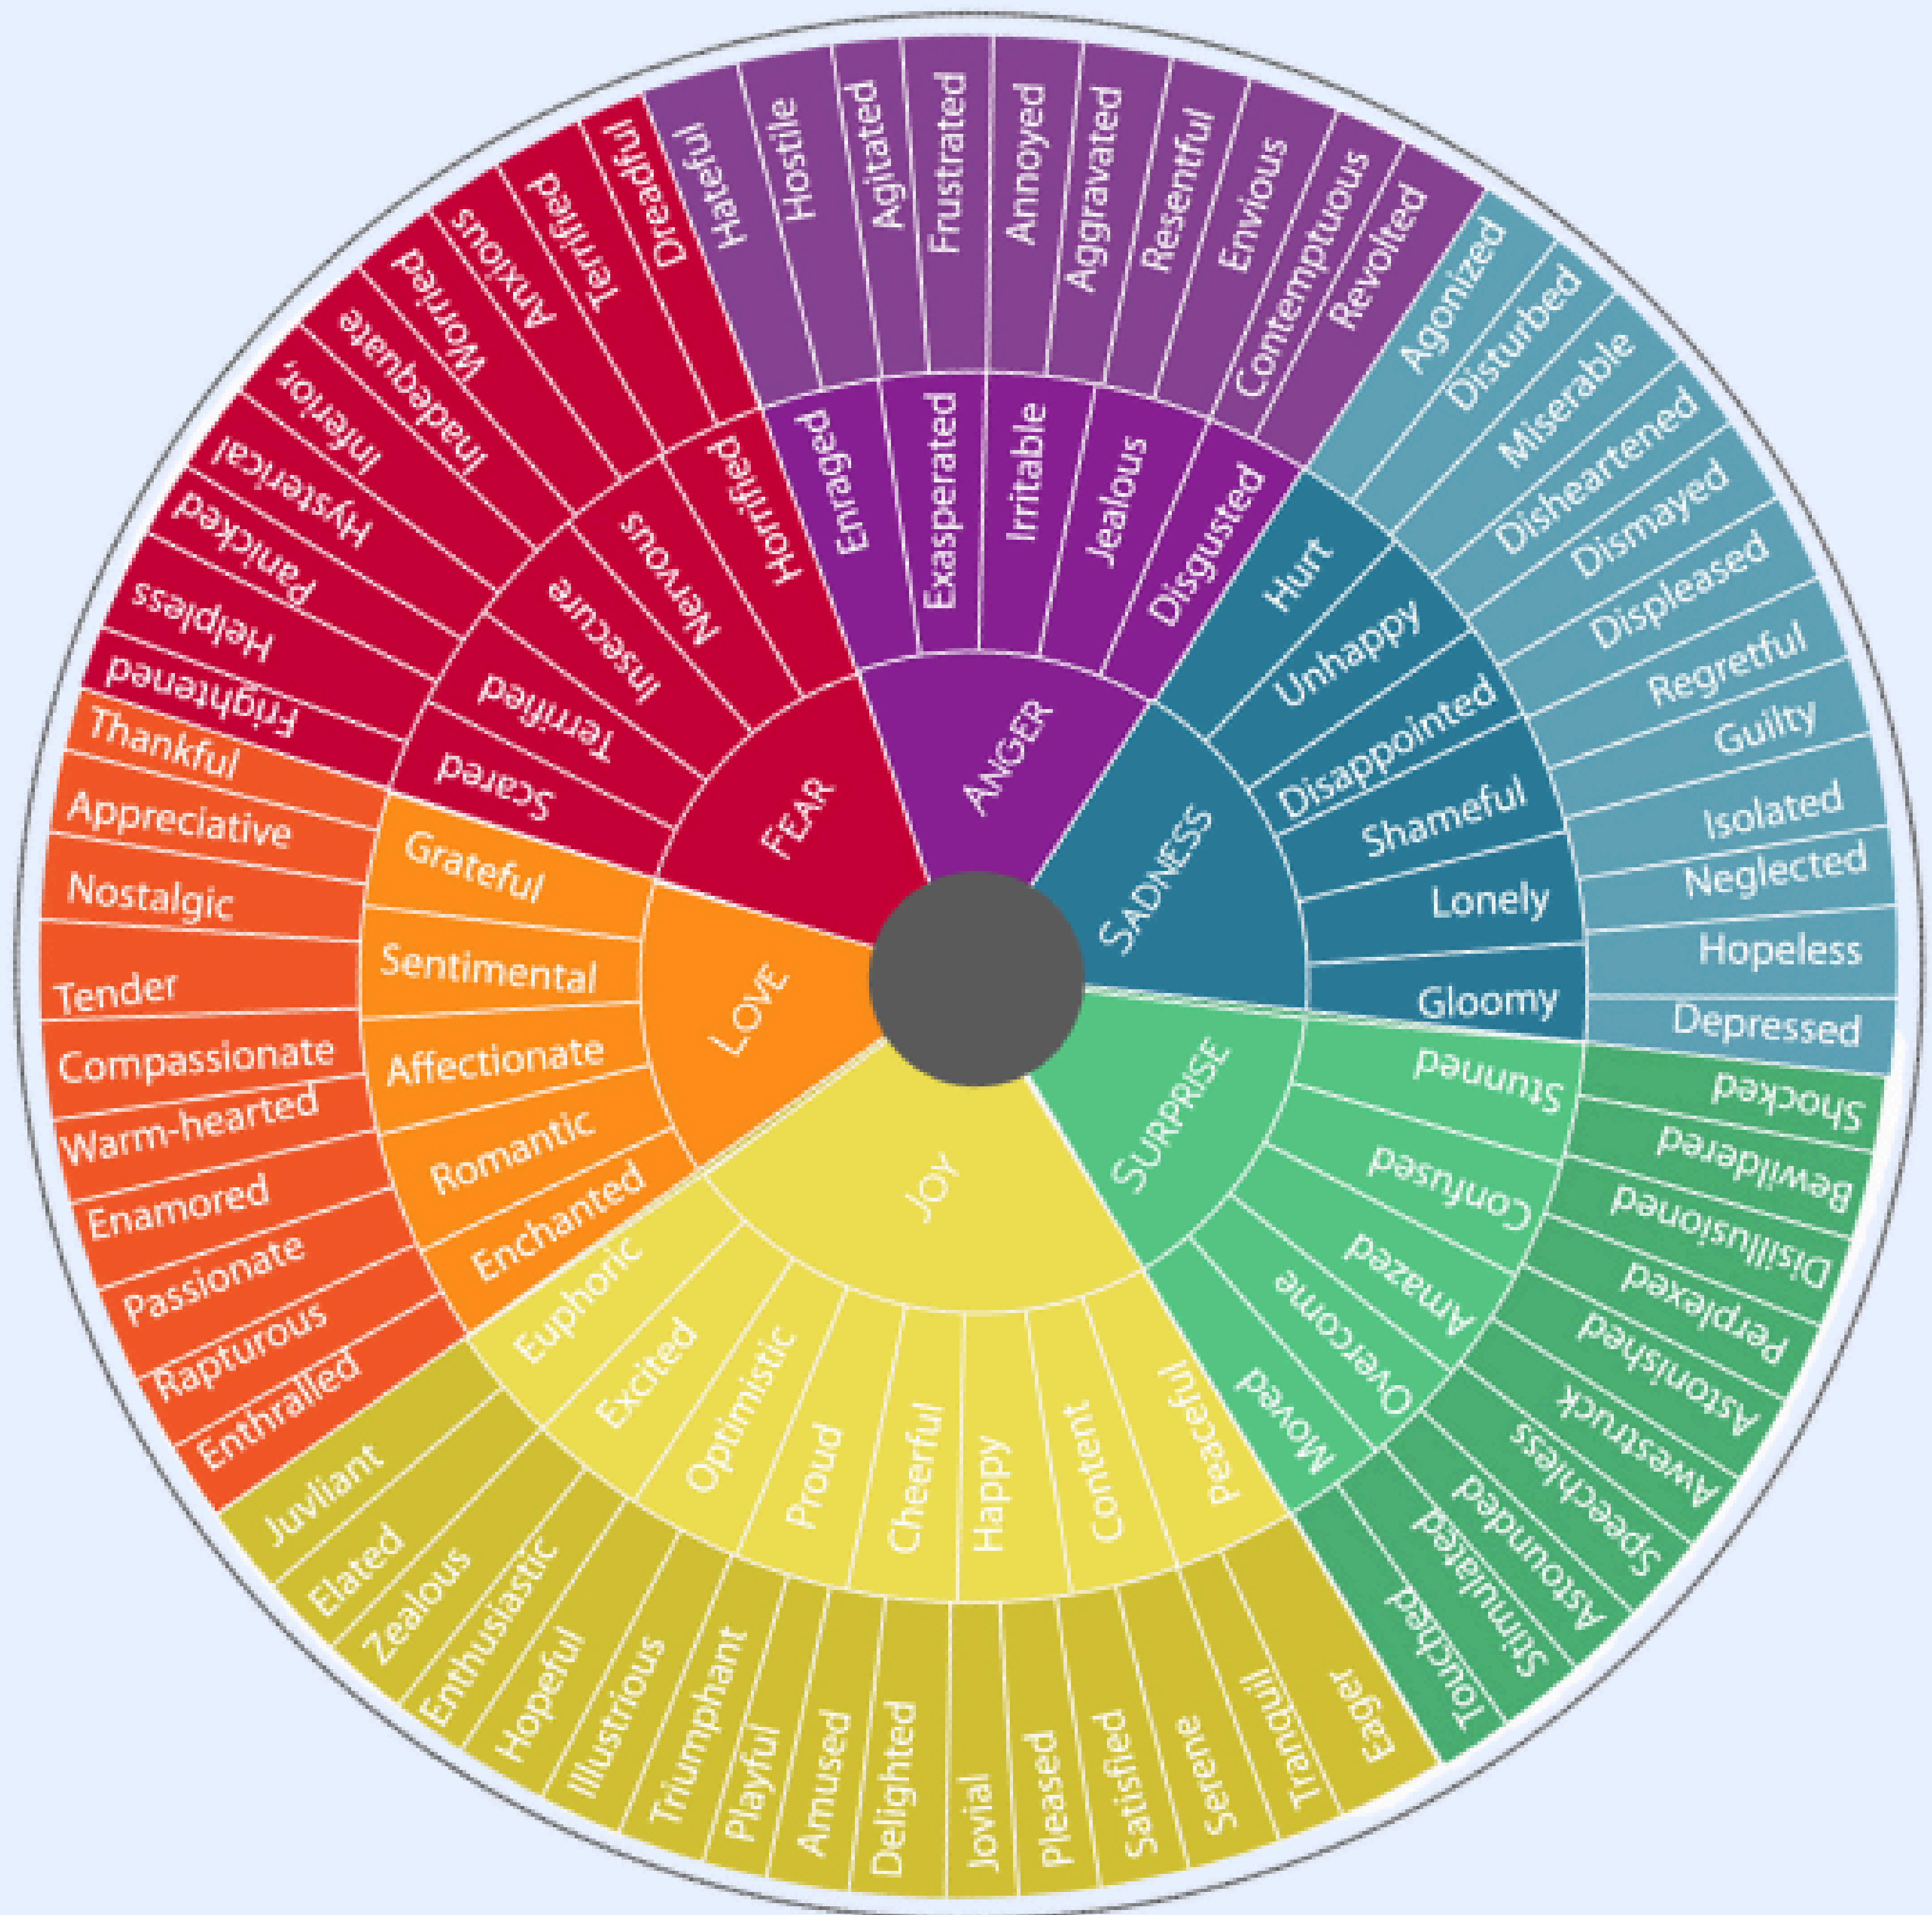 ANGER
Enraged
Exasperated
Irritable
Jealous
Disgusted
Hateful
Hostile
Agitated
Frustrated
Annoyed
Aggravated
Resentful
Envious
Contemptuous
Revolted
SADNESS
Hurt
Unhappy
Disappointed
Shameful
Lonely
Gloomy
Agonized
Disturbed
Miserable
Disheartened
Dismayed
Displeased
Regretful
Guilty
Isolated
Neglected
Hopeless
Depressed
SURPRISE
Stunned
Confused
Amazed
Overcome
Moved
Shocked
Bewildered
Disillusioned
Perplexed
Astonished
Awestruck
Speechless
Astounded
Stimulated
Touched
JOY
Peaceful
Content
Happy
Cheerful
Proud
Optimistic
Excited
Euphoric
Eager
Tranquil
Serene
Satisfied
Pleased
Jovial
Delighted
Amused
Playful
Triumphant
Illustrious
Hopeful
Enthusiastic
Zealous
Elated
Juvliant
LOVE
Enchanted
Romantic
Affectionate
Sentimental
Grateful
Enthralled
Rapturous
Passionate
Enamored
Warm-hearted
Compassionate
Tender
Nostalgic
Appreciative
Thankful
FEAR
Scared
Terrified
Insecure
Nervous
Horrified
Frightened
Helpless
Panicked
Hysterical
Inferior,
Inadequate
Worried
Anxious
Terrified
Dreadful